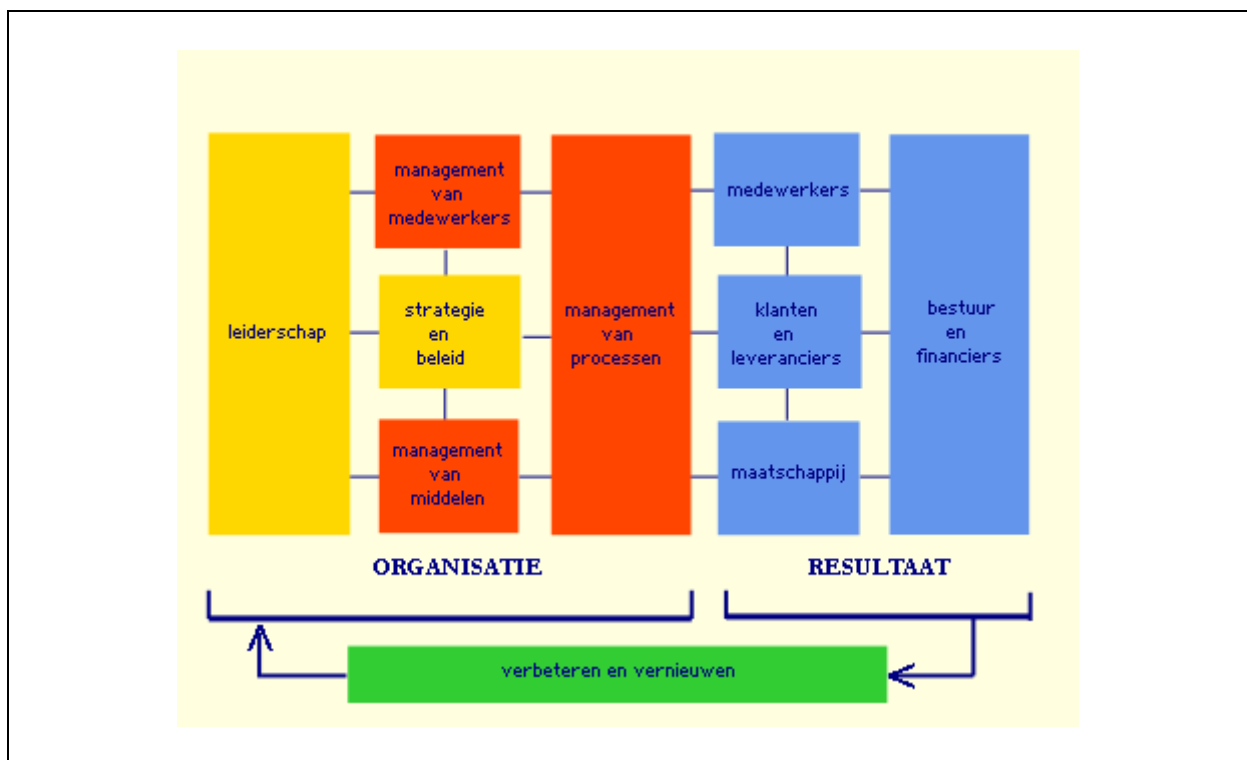 leiderschap
management
van
medewerkers
strategie
en
beleid
management
van
middelen
management
van
processen
medewerkers
klanten
en
leveranciers
maatschappij
bestuur
en
financiers
ORGANISATIE
RESULTAAT
verbeteren en vernieuwen